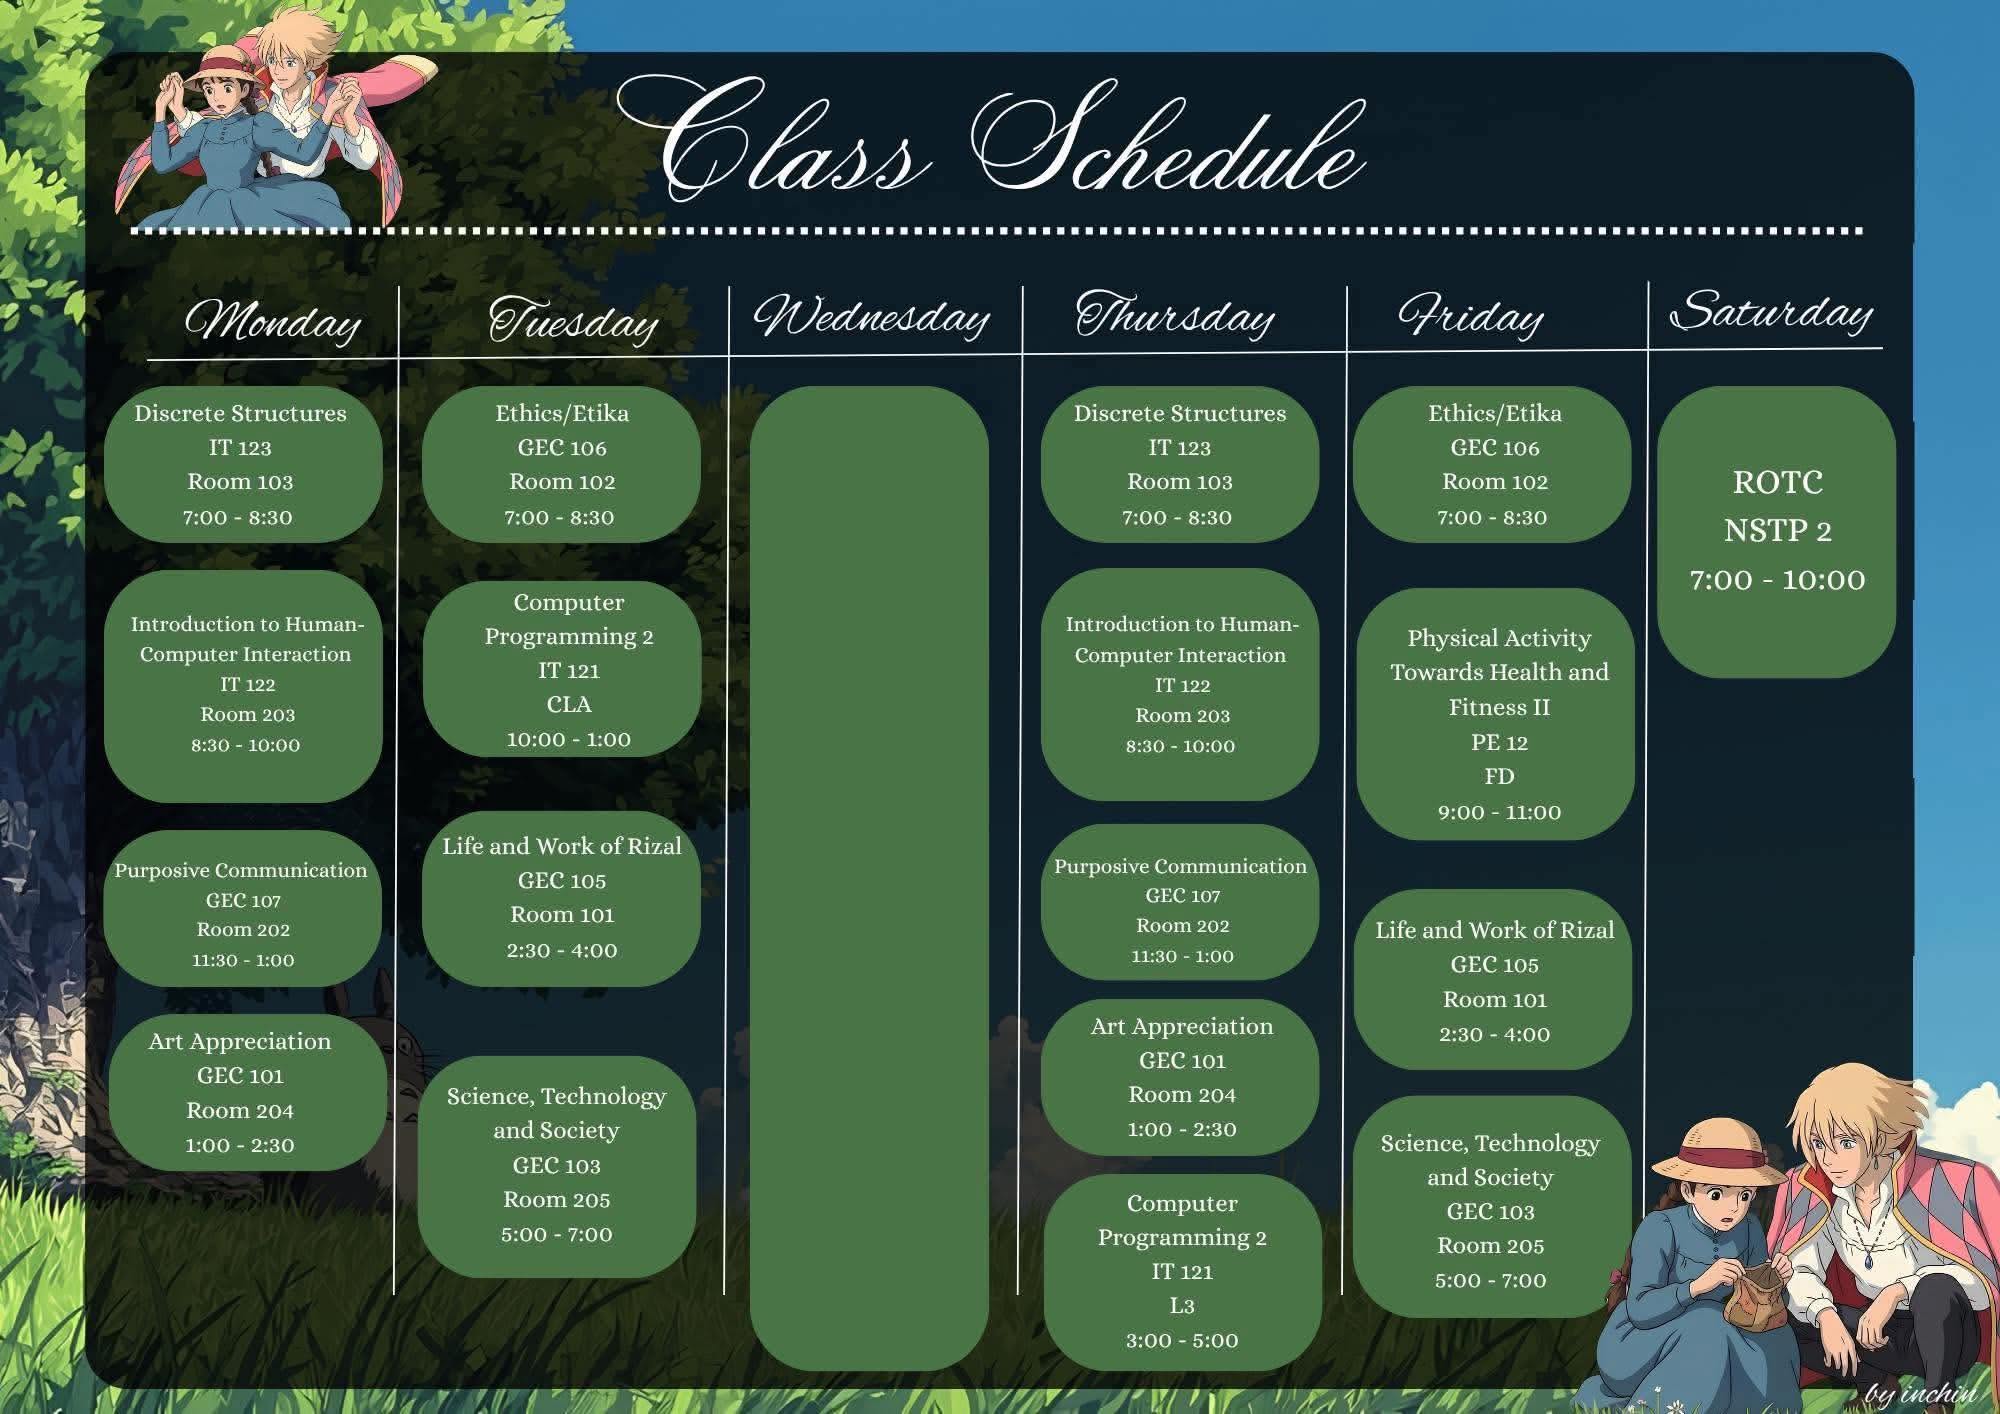 Class Schedule
Monday
Tuesday
Wednesday
Thursday
Friday
Saturday
Discrete Structures
IT 123
Room 103
7:00 - 8:30
Introduction to Human-
Computer Interaction
IT 122
Room 203
8:30 - 10:00
Purposive Communication
GEC 107
Room 202
11:30 - 1:00
Art Appreciation
GEC 101
Room 204
1:00 - 2:30
Ethics/Etika
GEC 106
Room 102
7:00 - 8:30
Computer
Programming 2
IT 121
CLA
10:00 - 1:00
Life and Work of Rizal
GEC 105
Room 101
2:30 - 4:00
Science, Technology
and Society
GEC 103
Room 205
5:00 - 7:00
Discrete Structures
IT 123
Room 103
7:00 - 8:30
Introduction to Human-
Computer Interaction
IT 122
Room 203
8:30 - 10:00
Purposive Communication
GEC 107
Room 202
11:30 - 1:00
Art Appreciation
GEC 101
Room 204
1:00 - 2:30
Computer
Programming 2
IT 121
L3
3:00 - 5:00
Ethics/Etika
GEC 106
Room 102
7:00 - 8:30
Physical Activity
Towards Health and
Fitness II
PE 12
FD
9:00 - 11:00
Life and Work of Rizal
GEC 105
Room 101
2:30 - 4:00
Science, Technology
and Society
GEC 103
Room 205
5:00 - 7:00
ROTC
NSTP 2
7:00 - 10:00
by inchin